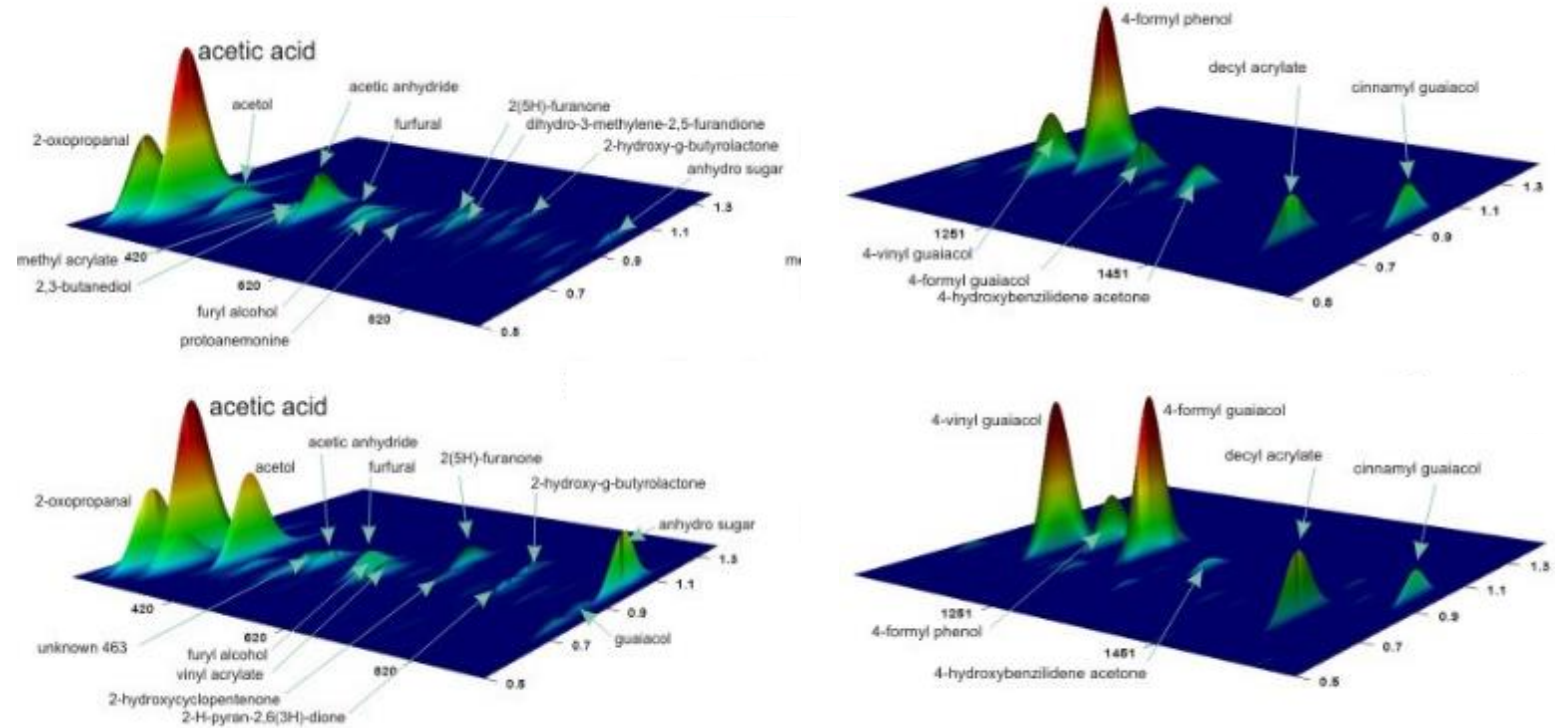 acetic acid
acetol
acetic anhydride
2-oxopropanal
furfural
2(5H)-furanone
dihydro-3-methylene-2,5-furandione
2-hydroxy-g-butyrolactone
anhydro sugar
1.3
1.1
0.9
0.7
0.5
methyl acrylate
420
2,3-butanediol
620
furyl alcohol
820
protoanemonine
4-formyl phenol
decyl acrylate
cinnamyl guaiacol
1.3
1.1
0.9
0.7
0.5
1251
4-vinyl guaiacol
me
4-formyl guaiacol
1451
4-hydroxybenzilidene acetone
acetic acid
acetic anhydride
acetol
furfural
2(5H)-furanone
2-oxopropanal
2-hydroxy-g-butyrolactone
anhydro sugar
1.3
1.1
0.9
0.7
0.5
420
unknown 463
620
furyl alcohol
guaiacol
vinyl acrylate
820
2-hydroxycyclopentenone
2-H-pyran-2,6(3H)-dione
4-vinyl guaiacol
4-formyl guaiacol
decyl acrylate
cinnamyl guaiacol
1.3
1.1
0.9
0.7
0.5
1251
4-formyl phenol
1451
4-hydroxybenzilidene acetone